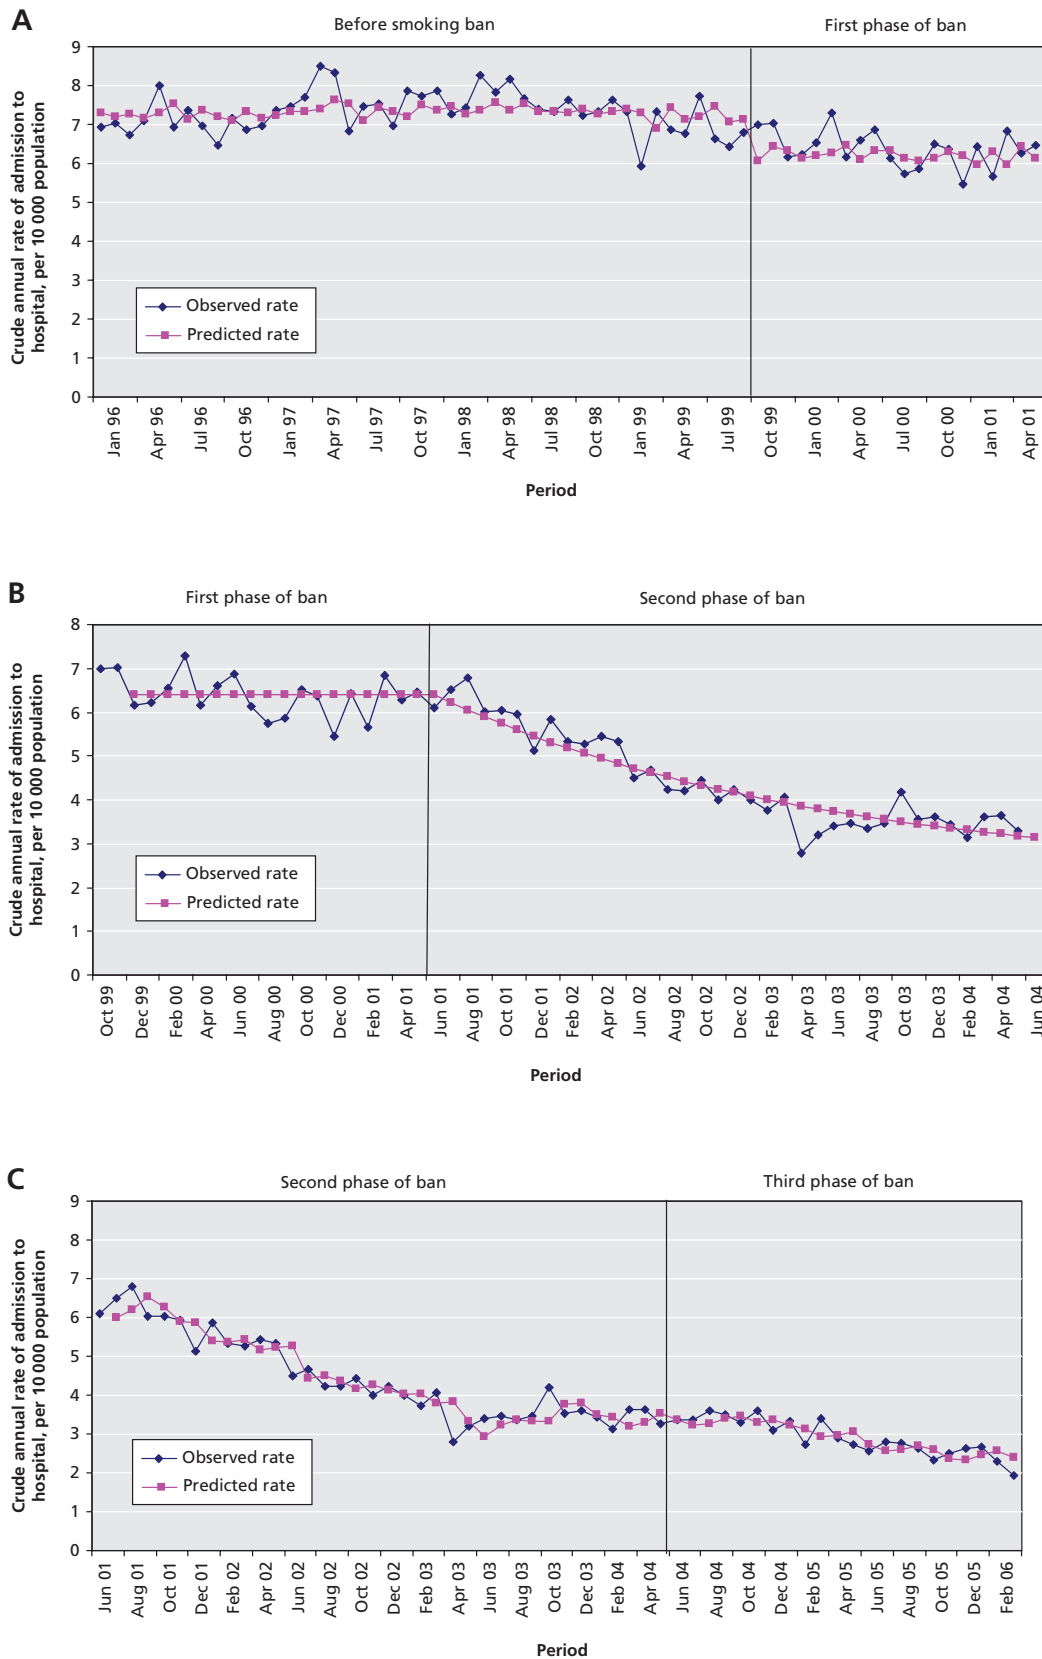 A
Before smoking ban
First phase of ban
Crude annual rate of admission to
hospital, per 10 000 population
9
8
7
6
5
4
3
2
1
0
Observed rate
Predicted rate
Jan 96
Apr 96
Jul 96
Oct 96
Jan 97
Apr 97
Jul 97
Oct 97
Jan 98
Apr 98
Jul 98
Oct 98
Jan 99
Apr 99
Jul 99
Oct 99
Jan 00
Apr 00
Jul 00
Oct 00
Jan 01
Apr 01
Period
B
First phase of ban
Second phase of ban
Crude annual rate of admission to
hospital, per 10 000 population
8
7
6
5
4
3
2
1
0
Observed rate
Predicted rate
Oct 99
Dec 99
Feb 00
Apr 00
Jun 00
Aug 00
Oct 00
Dec 00
Feb 01
Apr 01
Jun 01
Aug 01
Oct 01
Dec 01
Feb 02
Apr 02
Jun 02
Aug 02
Oct 02
Dec 02
Feb 03
Apr 03
Jun 03
Aug 03
Oct 03
Dec 03
Feb 04
Apr 04
Jun 04
Period
C
Second phase of ban
Third phase of ban
Crude annual rate of admission to
hospital, per 10 000 population
9
8
7
6
5
4
3
2
1
0
Observed rate
Predicted rate
Jun 01
Aug 01
Oct 01
Dec 01
Feb 02
Apr 02
Jun 02
Aug 02
Oct 02
Dec 02
Feb 03
Apr 03
Jun 03
Aug 03
Oct 03
Dec 03
Feb 04
Apr 04
Jun 04
Aug 04
Oct 04
Dec 04
Feb 05
Apr 05
Jun 05
Aug 05
Oct 05
Dec 05
Feb 06
Period